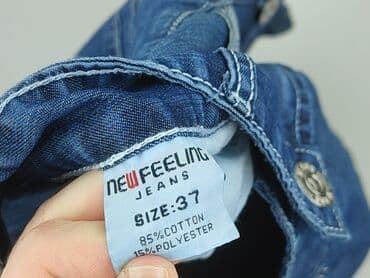 NEWFEELING
JEANS
SIZE:37
85%COTTON
15%POLYESTER